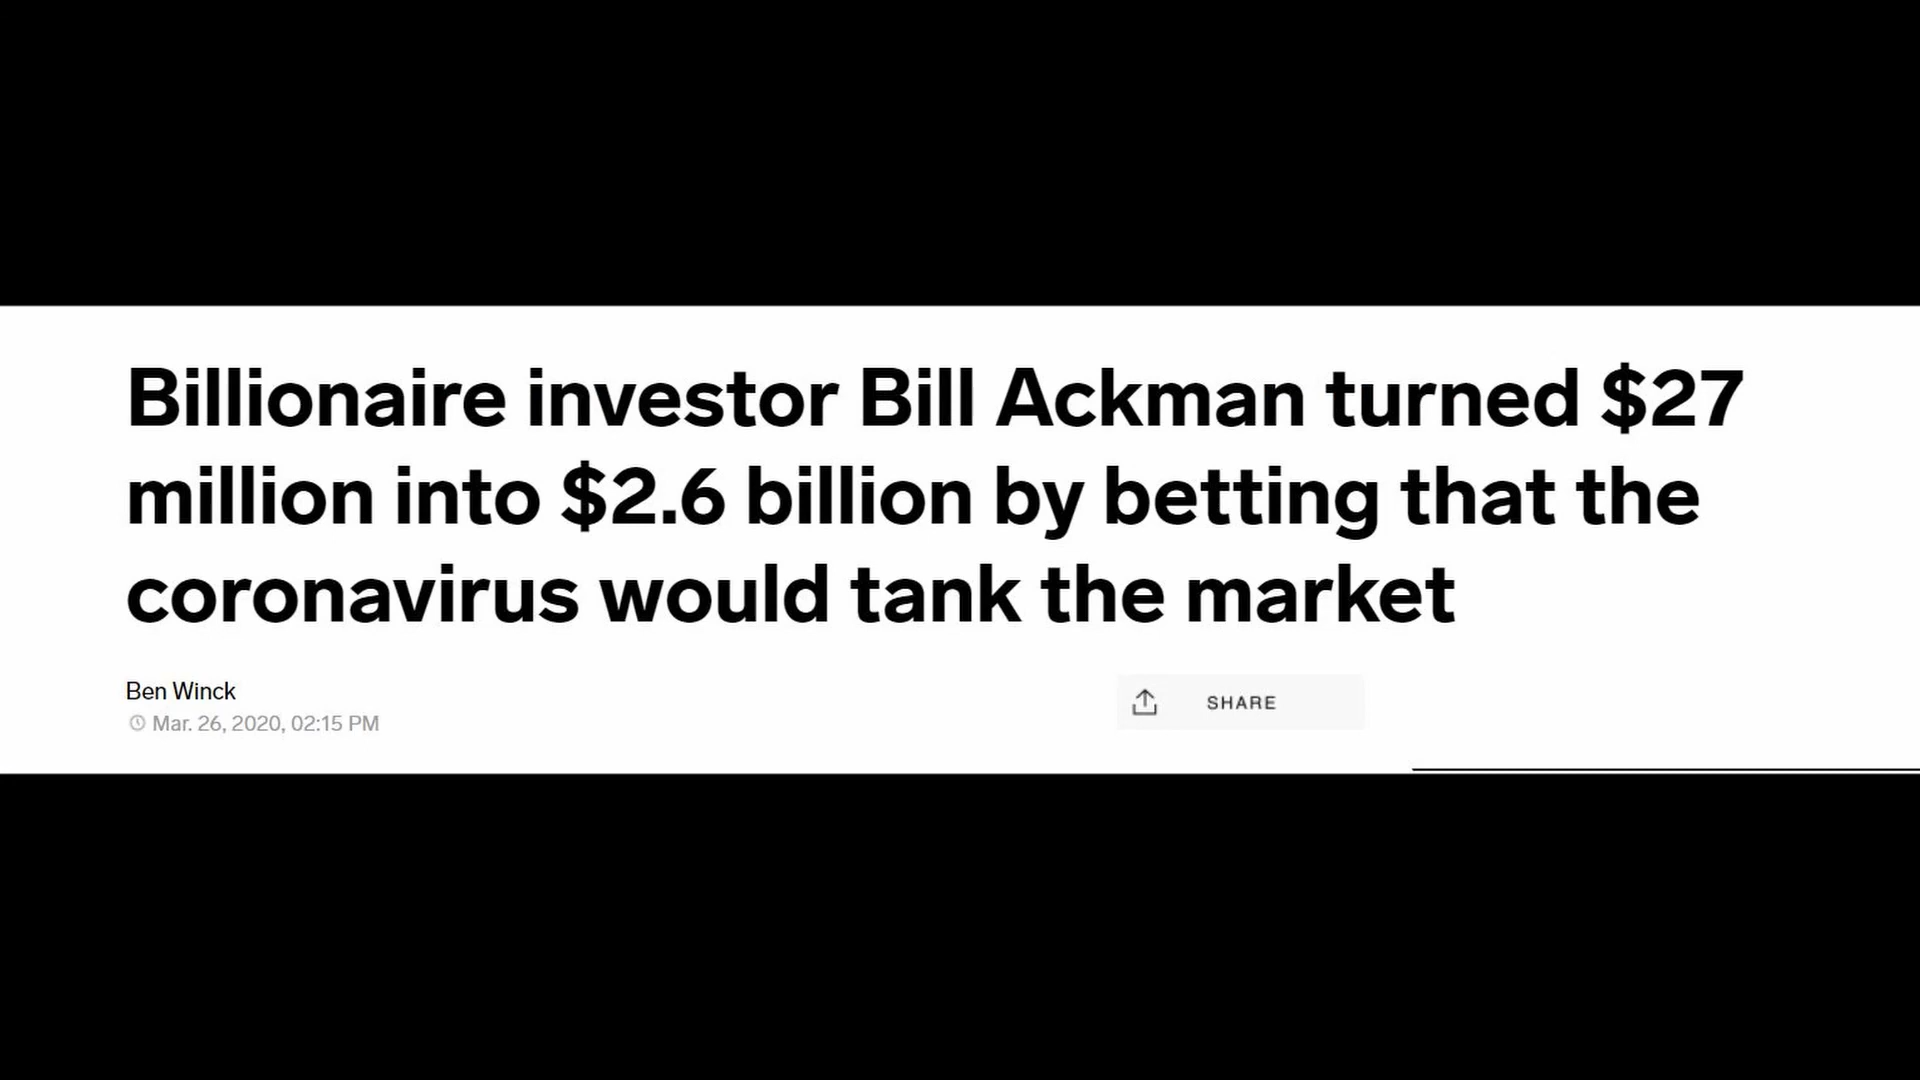 Billionaire investor Bill Ackman turned $27
million into $2.6 billion by betting that the
coronavirus would tank the market
Ben Winck
Mar. 26, 2020, 02:15 PM
SHARE